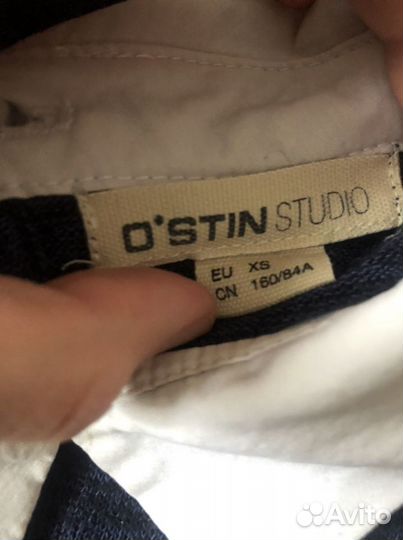 O'STIN STUDIO
EU XS
CN 160/84A
Avito